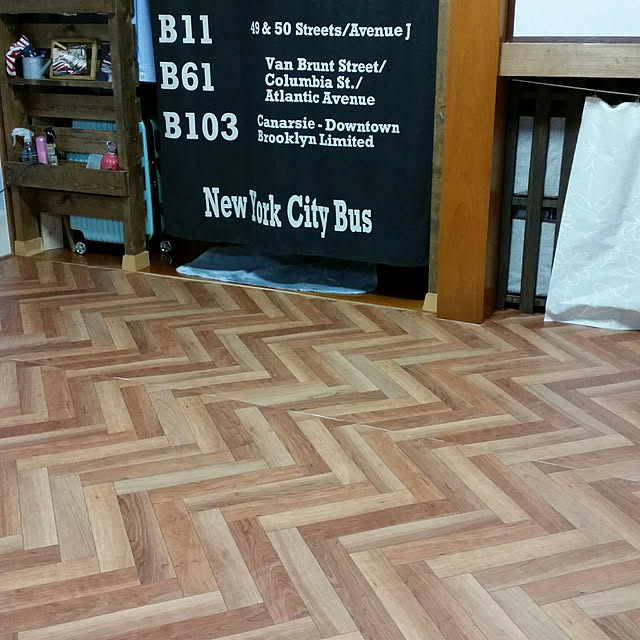 B11 49 & 50 Streets/Avenue J
B61 Van Brunt Street/
Columbia St./
Atlantic Avenue
B103 Canarsie - Downtown
Brooklyn Limited
New York City Bus